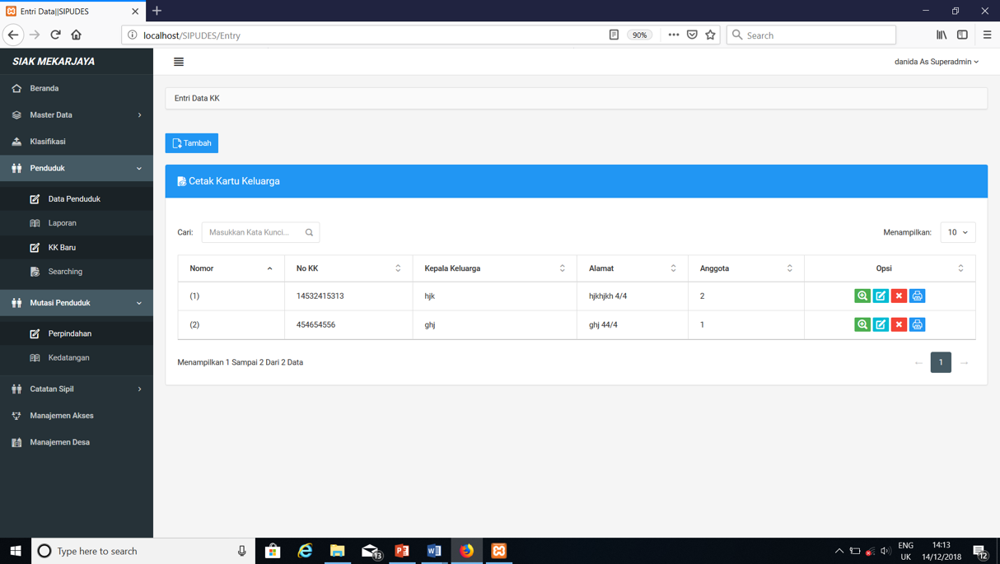 Entri Data||SIPUDES
localhost/SIPUDES/Entry
90%
Search
SIAK MEKARJAYA
danida As Superadmin
Beranda
Master Data
Klasifikasi
Penduduk
Data Penduduk
Laporan
KK Baru
Searching
Mutasi Penduduk
Perpindahan
Kedatangan
Catatan Sipil
Manajemen Akses
Manajemen Desa
Entri Data KK
Tambah
Cetak Kartu Keluarga
Cari: Masukkan Kata Kunci... Menampilkan: 10
Nomor No KK Kepala Keluarga Alamat Anggota Opsi
(1) 14532415313 hjk hjkhjkh 4/4 2
(2) 454654556 ghj ghj 44/4 1
Menampilkan 1 Sampai 2 Dari 2 Data
← 1 →
Type here to search
13
ENG
UK
14:13
14/12/2018
12